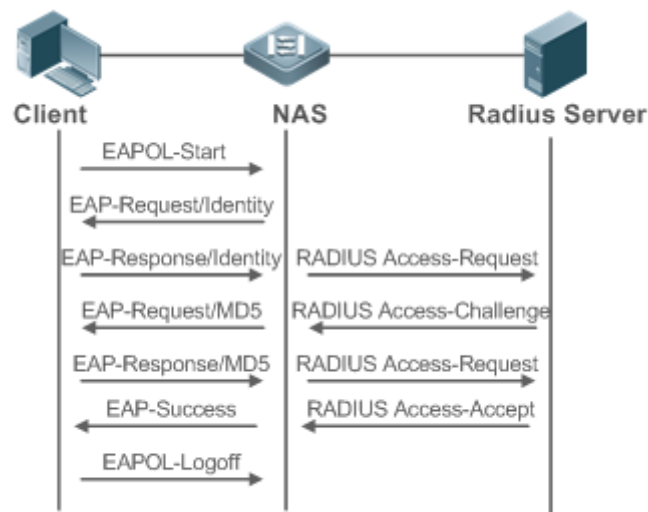 Client NAS Radius Server
EAPOL-Start
EAP-Request/Identity
EAP-Response/Identity RADIUS Access-Request
EAP-Request/MD5 RADIUS Access-Challenge
EAP-Response/MD5 RADIUS Access-Request
EAP-Success RADIUS Access-Accept
EAPOL-Logoff